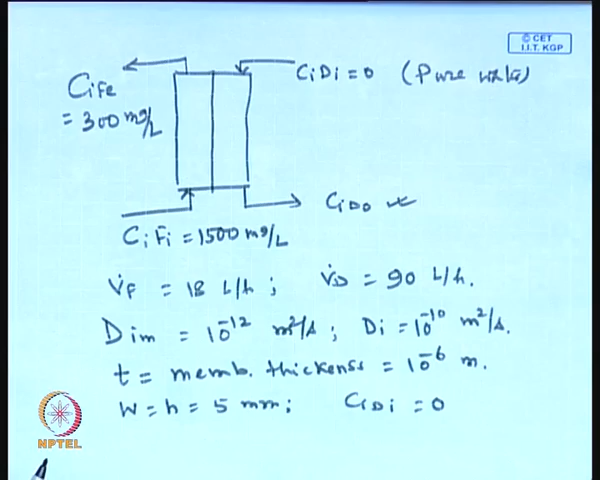 © CET
I.I.T. KGP
CiDi = 0 (Pure water)
CiFe
= 300 mg/L
CiDo
CiFi = 1500 mg/L
V̇F = 18 L/h ; V̇D = 90 L/h.
Dim = 10⁻¹² m²/s ; Di = 10⁻¹⁰ m²/s.
t = memb. thickenss = 10⁻⁶ m.
W = h = 5 mm ; CiDi = 0
NPTEL